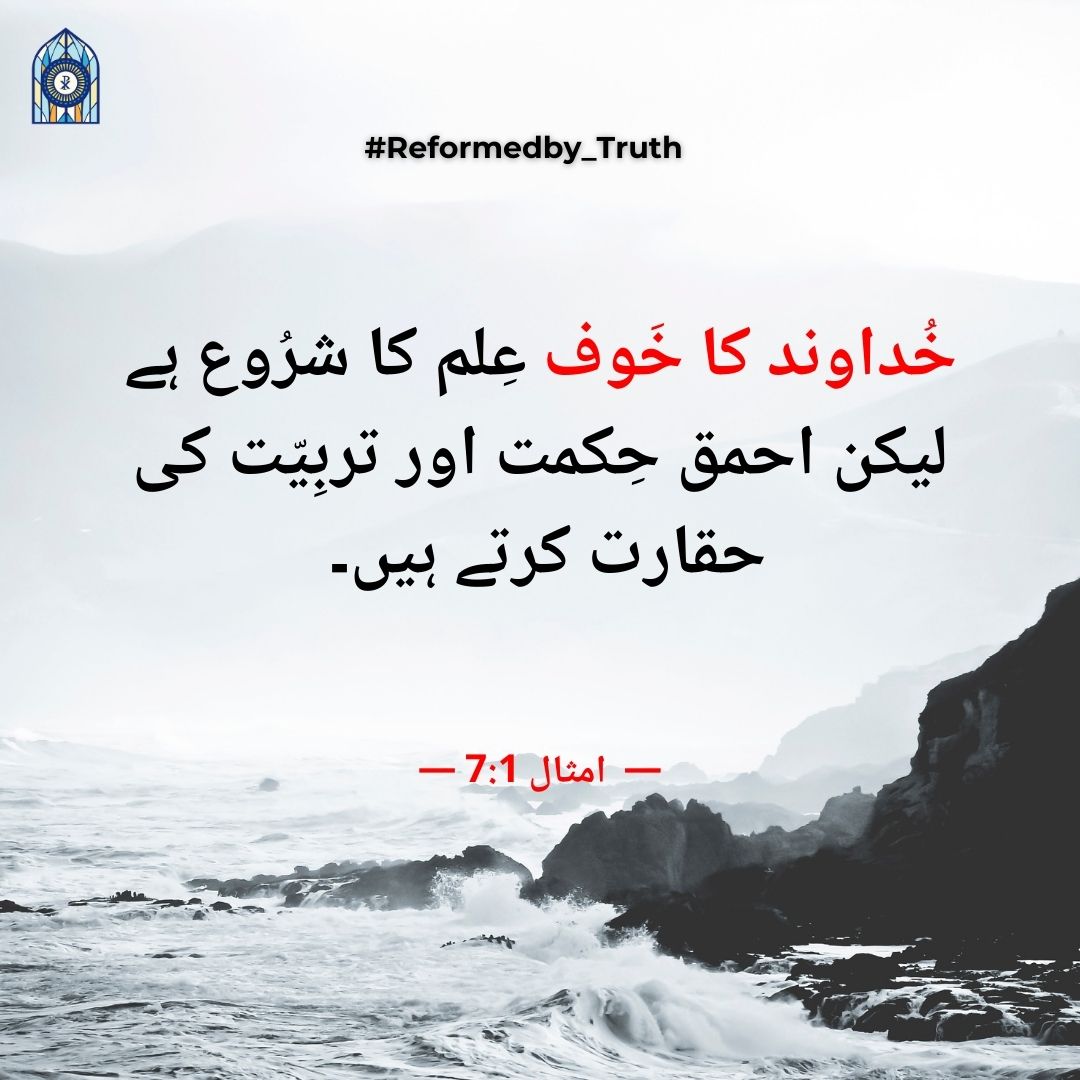 #Reformedby_Truth
خُداوند کا خَوف عِلم کا شرُوع ہے
لیکن احمق حِکمت اور تربِیّت کی
حقارت کرتے ہیں۔
— امثال 7:1 —